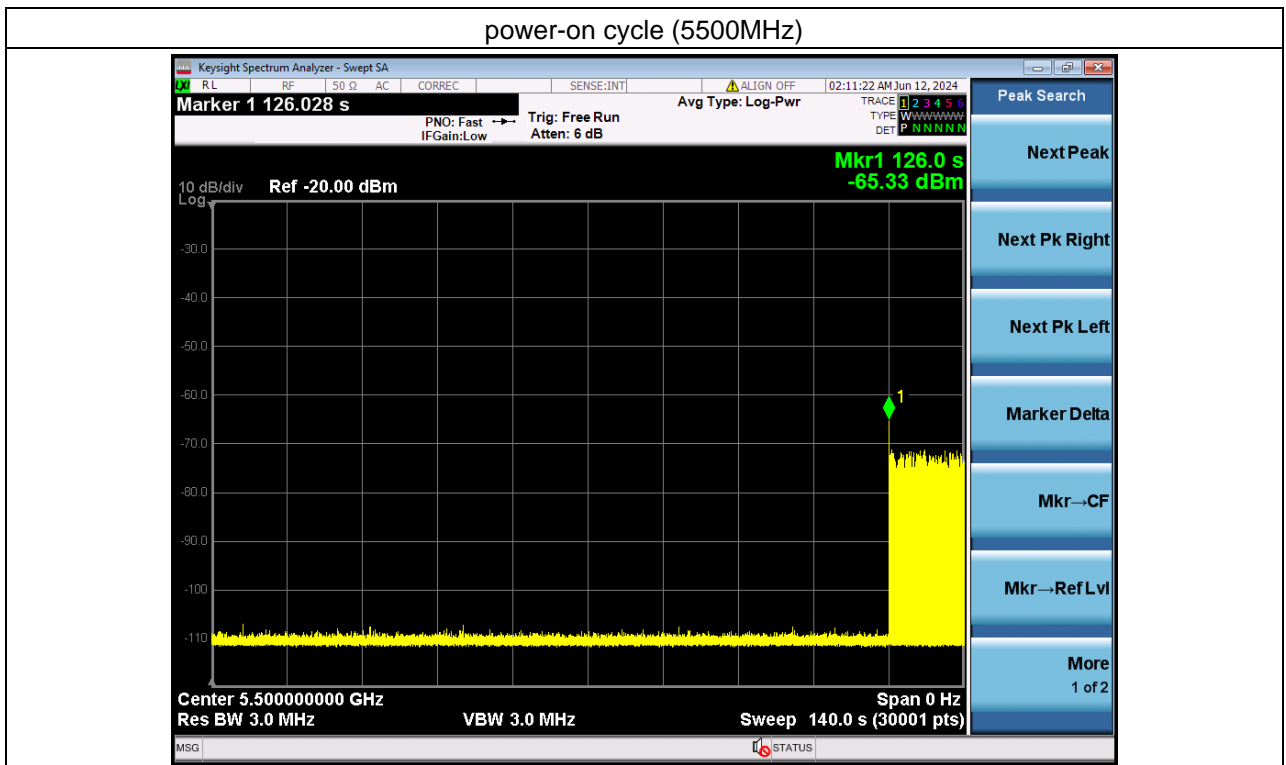 power-on cycle (5500MHz)
Keysight Spectrum Analyzer - Swept SA
LXI RL RF 50 Ω AC CORREC SENSE:INT ALIGN OFF 02:11:22 AM Jun 12, 2024
Marker 1 126.028 s
PNO: Fast
IFGain:Low
Trig: Free Run
Atten: 6 dB
Avg Type: Log-Pwr
TRACE 1 2 3 4 5 6
TYPE WWWWWW
DET P N N N N N
Mkr1 126.0 s
-65.33 dBm
10 dB/div Ref -20.00 dBm
Log
-30.0
-40.0
-50.0
-60.0
1
-70.0
-80.0
-90.0
-100
-110
Center 5.500000000 GHz Span 0 Hz
Res BW 3.0 MHz VBW 3.0 MHz Sweep 140.0 s (30001 pts)
MSG STATUS
Peak Search
Next Peak
Next Pk Right
Next Pk Left
Marker Delta
Mkr→CF
Mkr→Ref Lvl
More
1 of 2